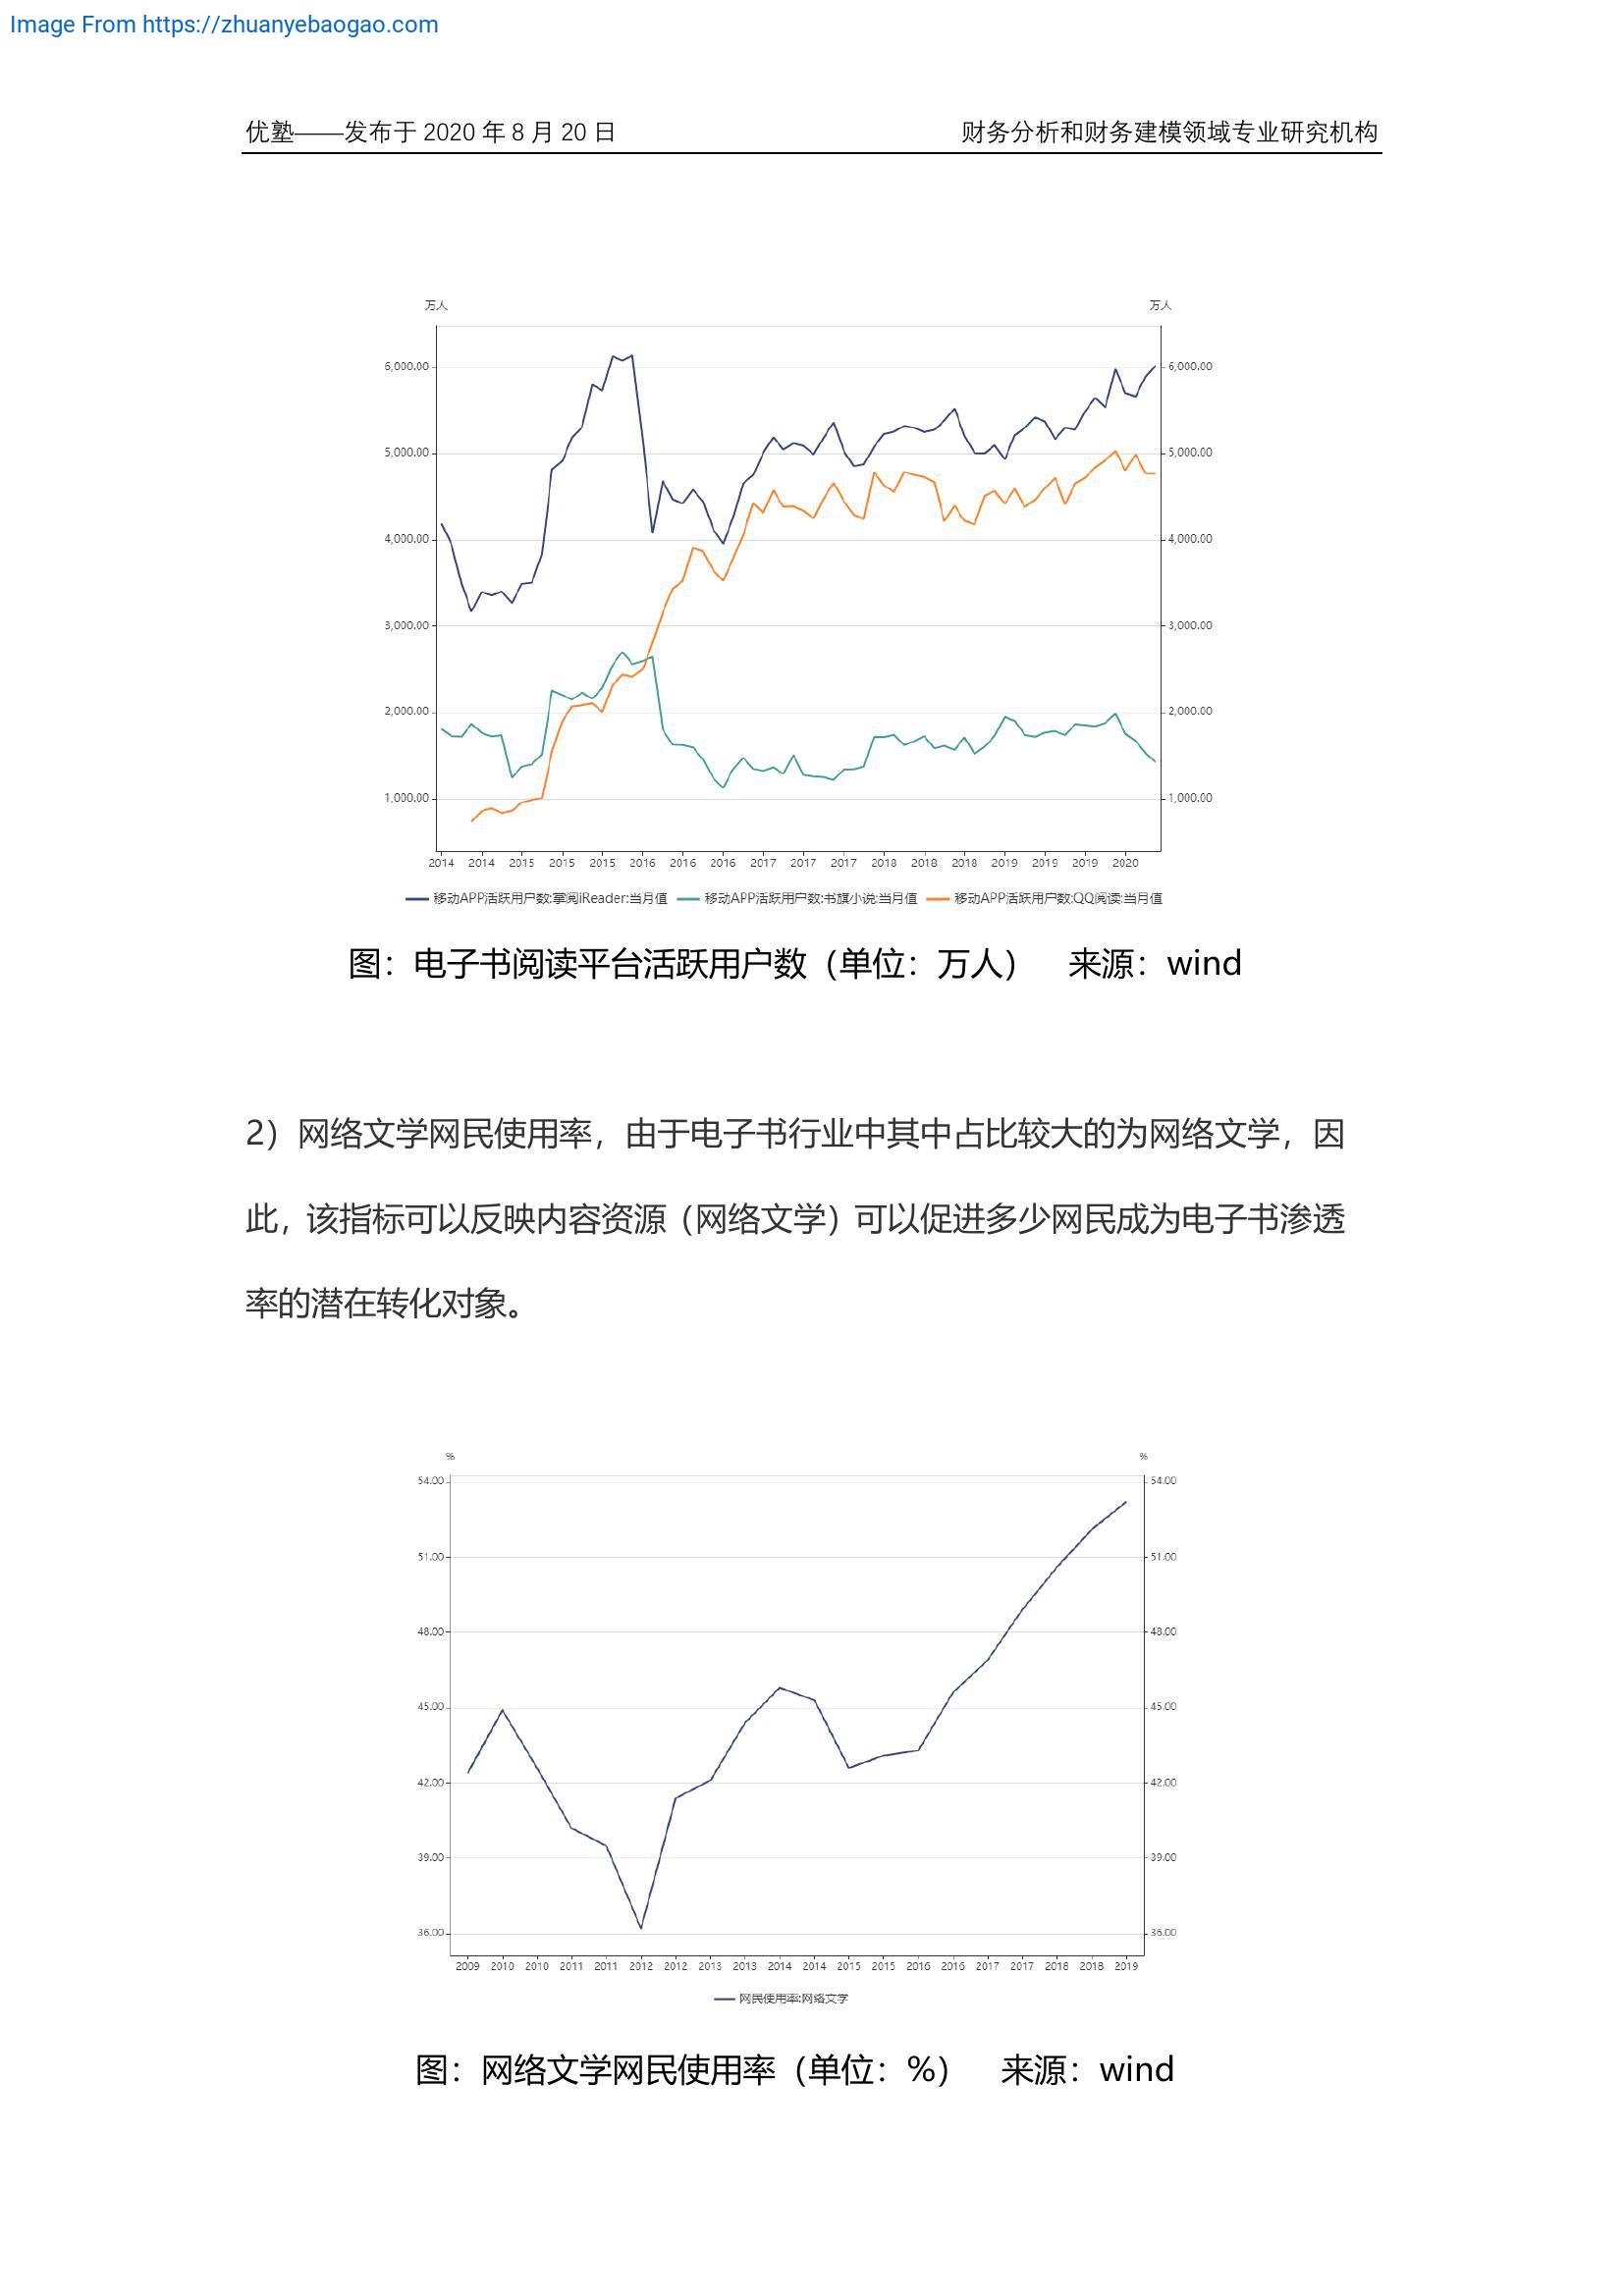 Image From https://zhuanyebaogao.com
优塾——发布于 2020 年 8 月 20 日 财务分析和财务建模领域专业研究机构
万人 万人
6,000.00 6,000.00
5,000.00 5,000.00
4,000.00 4,000.00
3,000.00 3,000.00
2,000.00 2,000.00
1,000.00 1,000.00
2014 2014 2015 2015 2015 2016 2016 2016 2017 2017 2017 2018 2018 2018 2019 2019 2019 2020
移动APP活跃用户数:掌阅iReader:当月值 移动APP活跃用户数:书旗小说:当月值 移动APP活跃用户数:QQ阅读:当月值
图：电子书阅读平台活跃用户数（单位：万人） 来源：wind
2）网络文学网民使用率，由于电子书行业中其中占比较大的为网络文学，因
此，该指标可以反映内容资源（网络文学）可以促进多少网民成为电子书渗透
率的潜在转化对象。
% %
54.00 54.00
51.00 51.00
48.00 48.00
45.00 45.00
42.00 42.00
39.00 39.00
36.00 36.00
2009 2010 2010 2011 2011 2012 2012 2013 2013 2014 2014 2015 2015 2016 2016 2017 2017 2018 2018 2019
网民使用率:网络文学
图：网络文学网民使用率（单位：%） 来源：wind